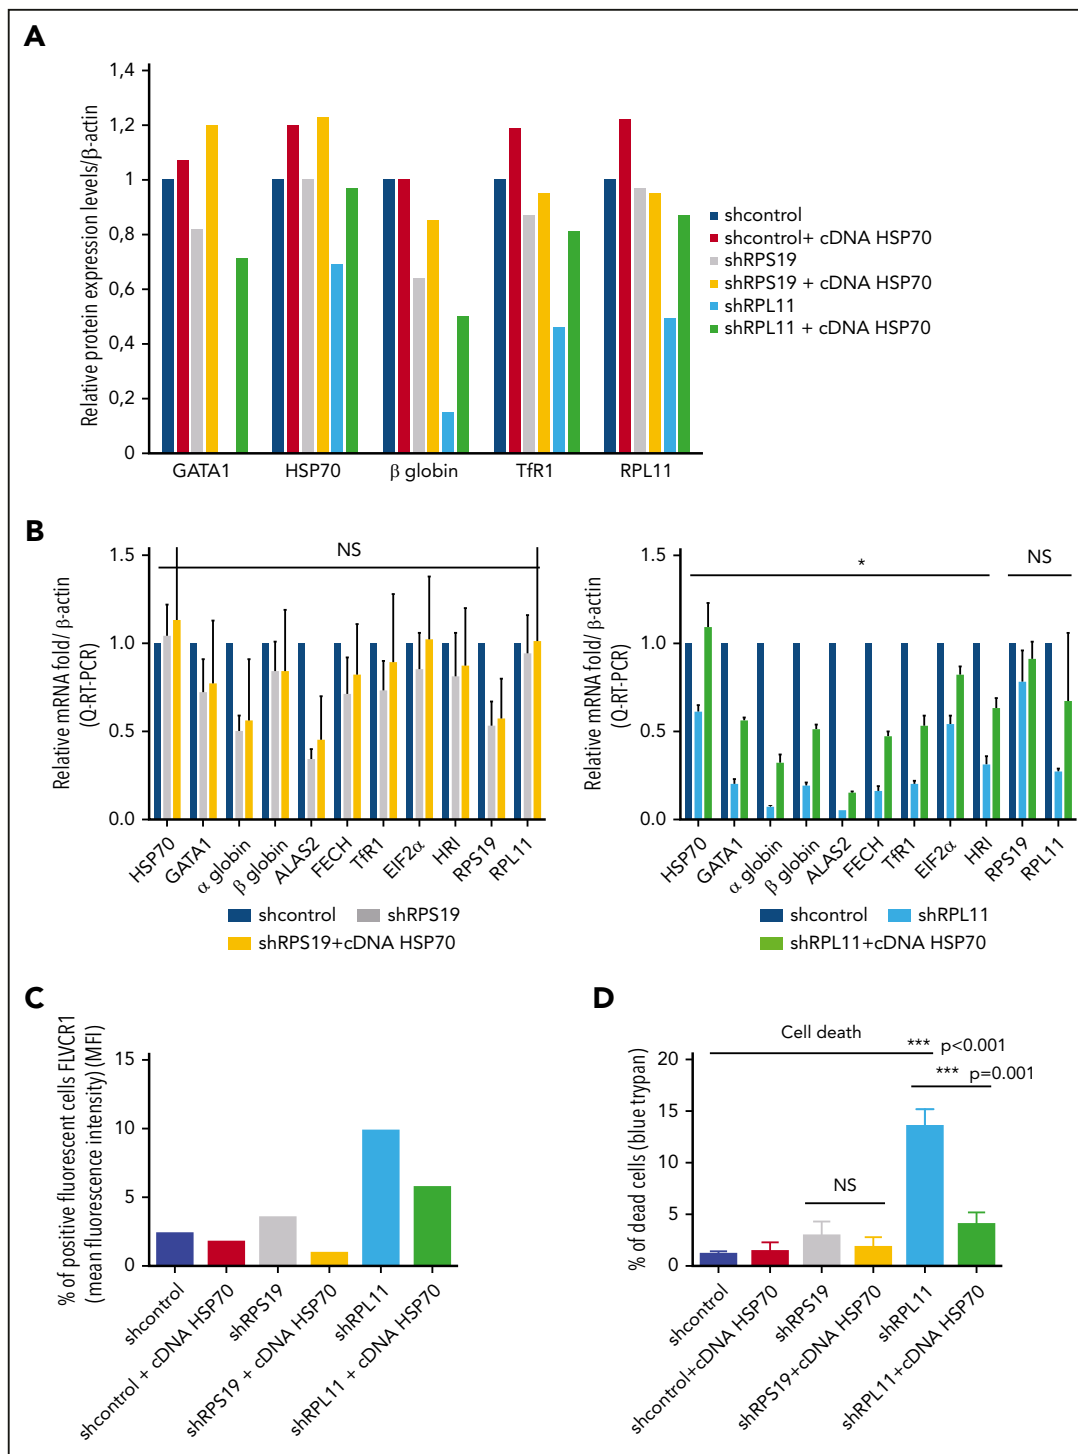 A
Relative protein expression levels/β-actin
1,4
1,2
1
0,8
0,6
0,4
0,2
0
GATA1 HSP70 β globin TfR1 RPL11
shcontrol
shcontrol+ cDNA HSP70
shRPS19
shRPS19 + cDNA HSP70
shRPL11
shRPL11 + cDNA HSP70
B
Relative mRNA fold/ β-actin
(Q-RT-PCR)
1.5
1.0
0.5
0.0
NS
HSP70
GATA1
α globin
β globin
ALAS2
FECH
TfR1
EIF2α
HRI
RPS19
RPL11
shcontrol shRPS19
shRPS19+cDNA HSP70
Relative mRNA fold/ β-actin
(Q-RT-PCR)
1.5
1.0
0.5
0.0
* NS
HSP70
GATA1
α globin
β globin
ALAS2
FECH
TfR1
EIF2α
HRI
RPS19
RPL11
shcontrol shRPL11
shRPL11+cDNA HSP70
C
% of positive fluorescent cells FLVCR1
(mean fluorescence intensity) (MFI)
15
10
5
0
shcontrol
shcontrol + cDNA HSP70
shRPS19
shRPS19 + cDNA HSP70
shRPL11
shRPL11 + cDNA HSP70
D
Cell death
*** p<0.001
*** p=0.001
NS
% of dead cells (blue trypan)
20
15
10
5
0
shcontrol
shcontrol+cDNA HSP70
shRPS19
shRPS19+cDNA HSP70
shRPL11
shRPL11+cDNA HSP70